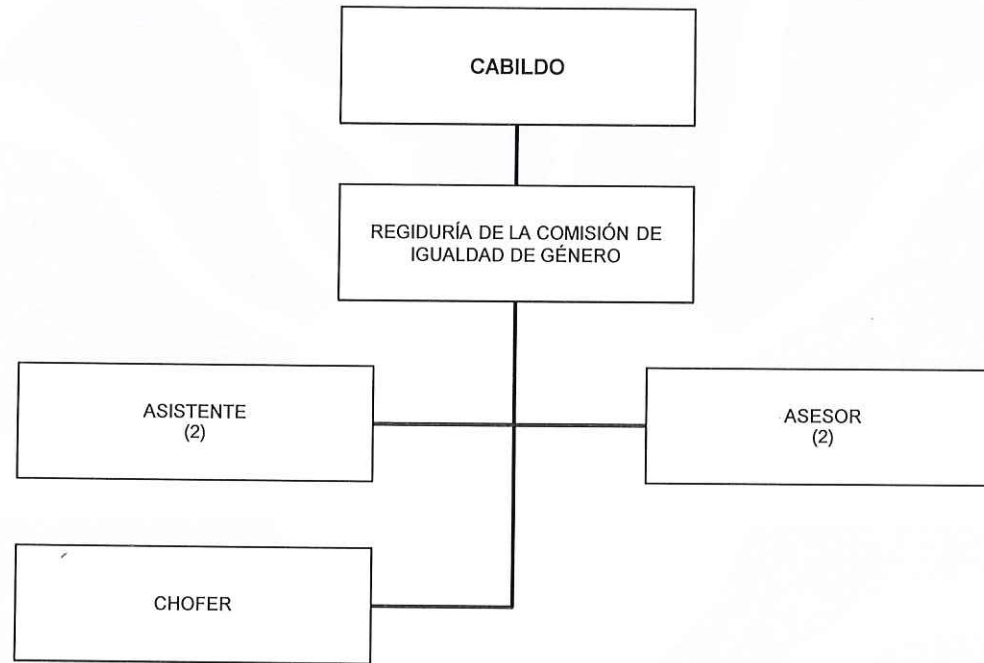 CABILDO
REGIDURÍA DE LA COMISIÓN DE
IGUALDAD DE GÉNERO
ASISTENTE
(2)
ASESOR
(2)
CHOFER